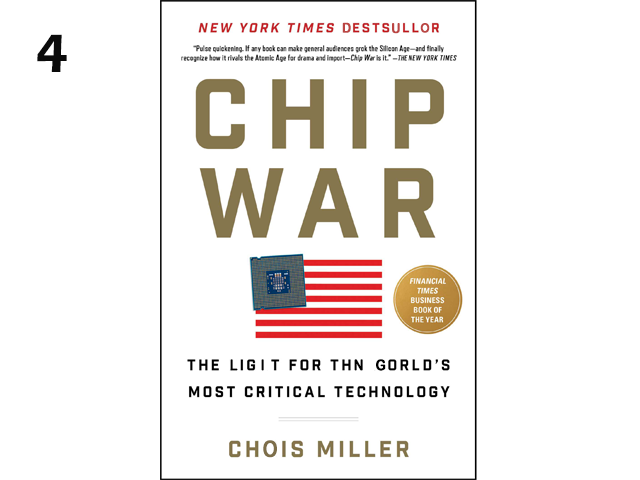 4
NEW YORK TIMES DESTSULLOR
"Pulse quickening. If any book can make general audiences grok the Silicon Age—and finally
recognize how it rivals the Atomic Age for drama and import—Chip War is it." —THE NEW YORK TIMES
CHIP
WAR
FINANCIAL
TIMES
BUSINESS
BOOK OF
THE YEAR
THE LIGIT FOR THN GORLD'S
MOST CRITICAL TECHNOLOGY
CHOIS MILLER